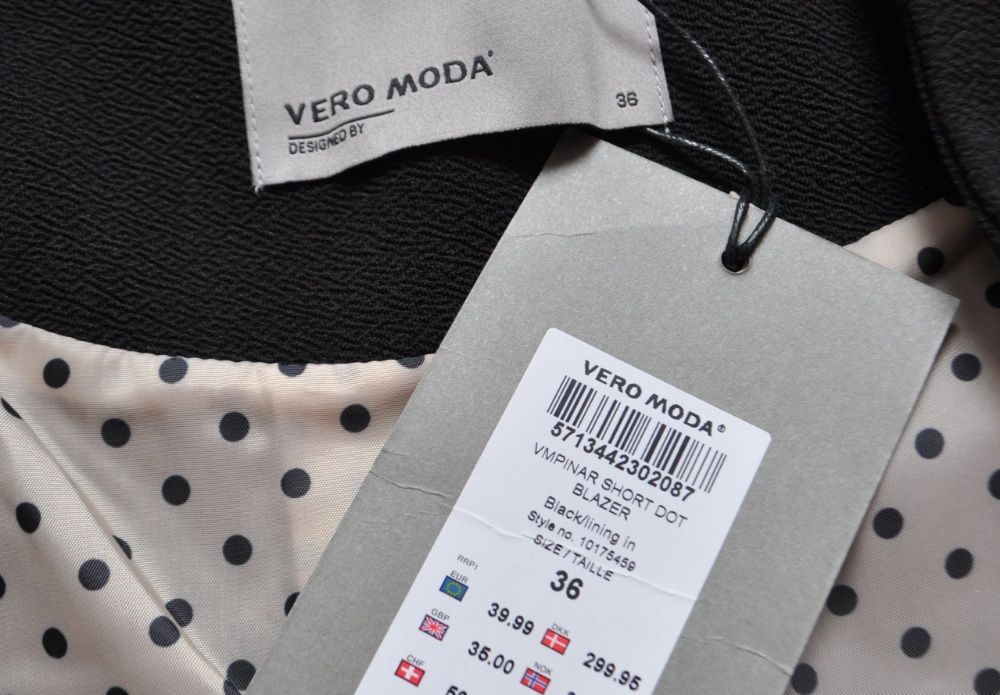 VERO MODA®
DESIGNED BY
36
VERO MODA®
5713442302087
VMPINAR SHORT DOT
BLAZER
Black/lining in
Style no. 10175459
SIZE / TAILLE
36
RRP:
EUR
39.99
DKK
299.95
GBP
35.00
NOK
CHF